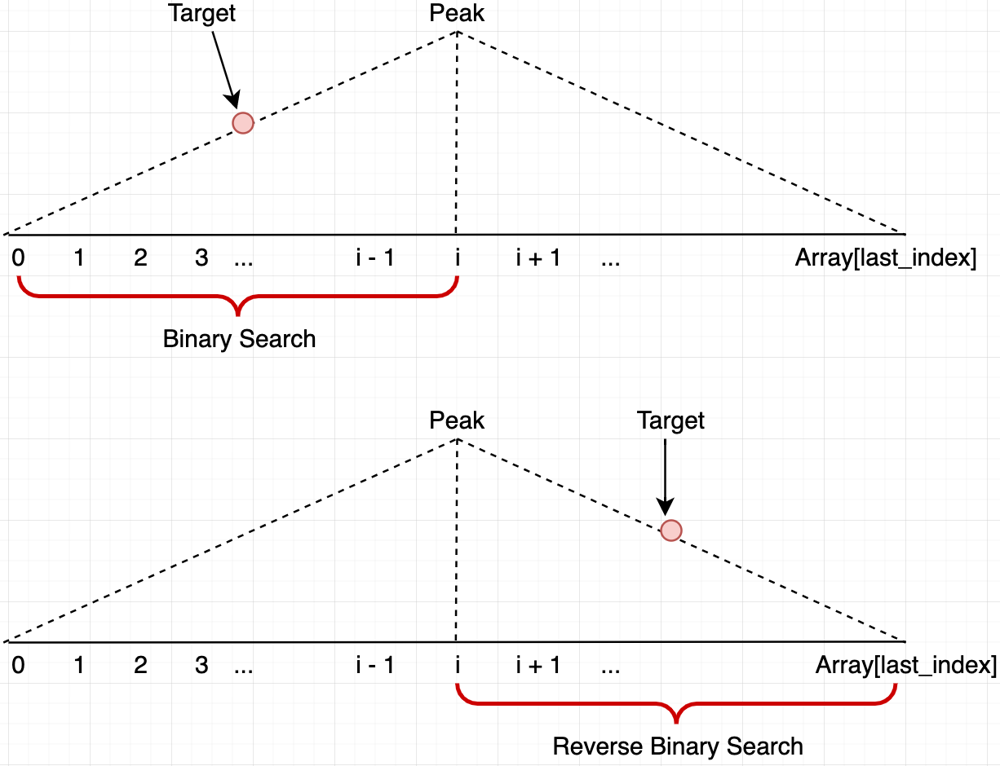 Target Peak
0 1 2 3 ... i - 1 i i + 1 ... Array[last_index]
Binary Search
Peak Target
0 1 2 3 ... i - 1 i i + 1 ... Array[last_index]
Reverse Binary Search